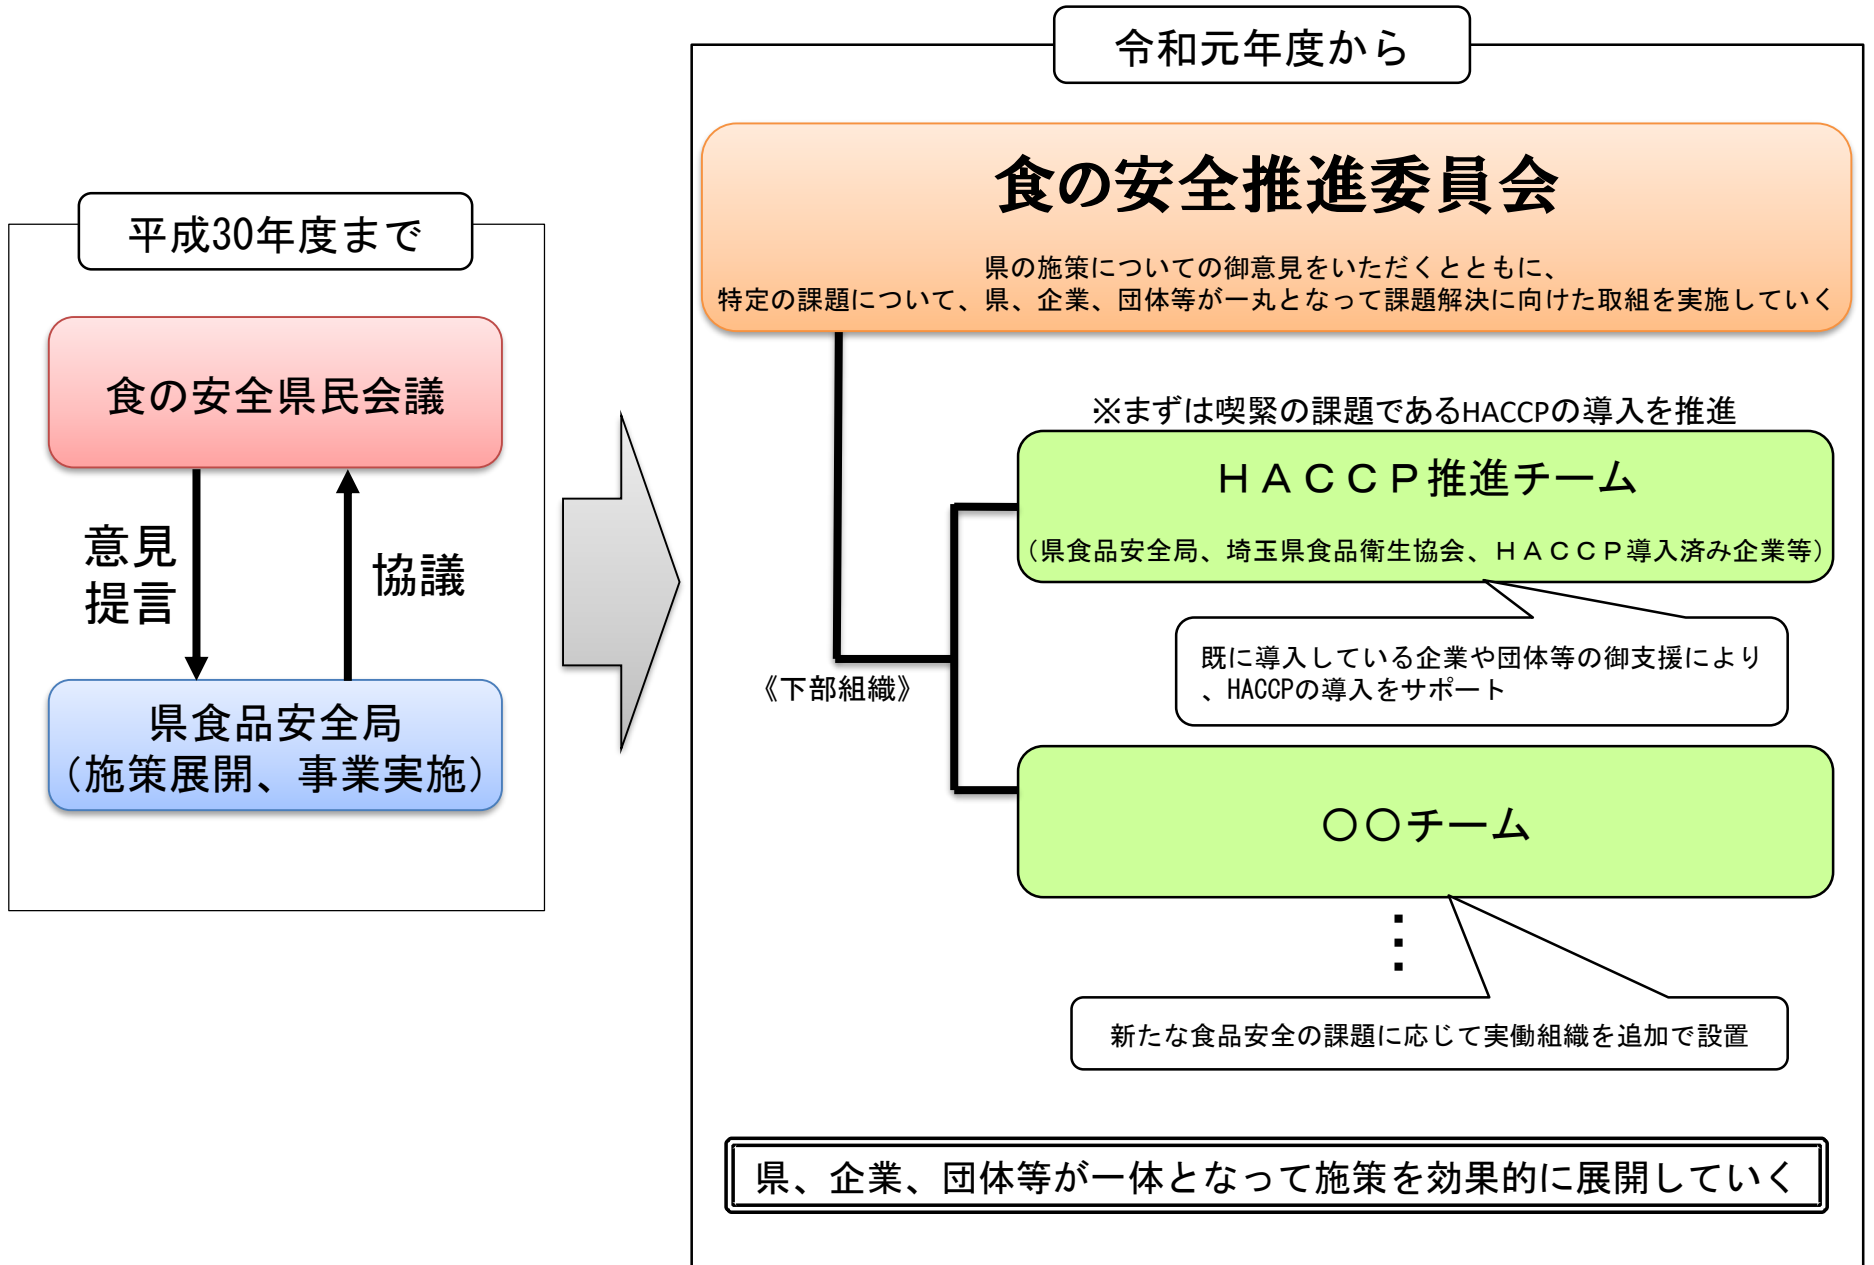 平成30年度まで
食の安全県民会議
意見
提言
協議
県食品安全局
（施策展開、事業実施）
令和元年度から
食の安全推進委員会
県の施策についての御意見をいただくとともに、
特定の課題について、県、企業、団体等が一丸となって課題解決に向けた取組を実施していく
※まずは喫緊の課題であるHACCPの導入を推進
ＨＡＣＣＰ推進チーム
（県食品安全局、埼玉県食品衛生協会、ＨＡＣＣＰ導入済み企業等）
既に導入している企業や団体等の御支援により
、HACCPの導入をサポート
《下部組織》
〇〇チーム
⋮
新たな食品安全の課題に応じて実働組織を追加で設置
県、企業、団体等が一体となって施策を効果的に展開していく